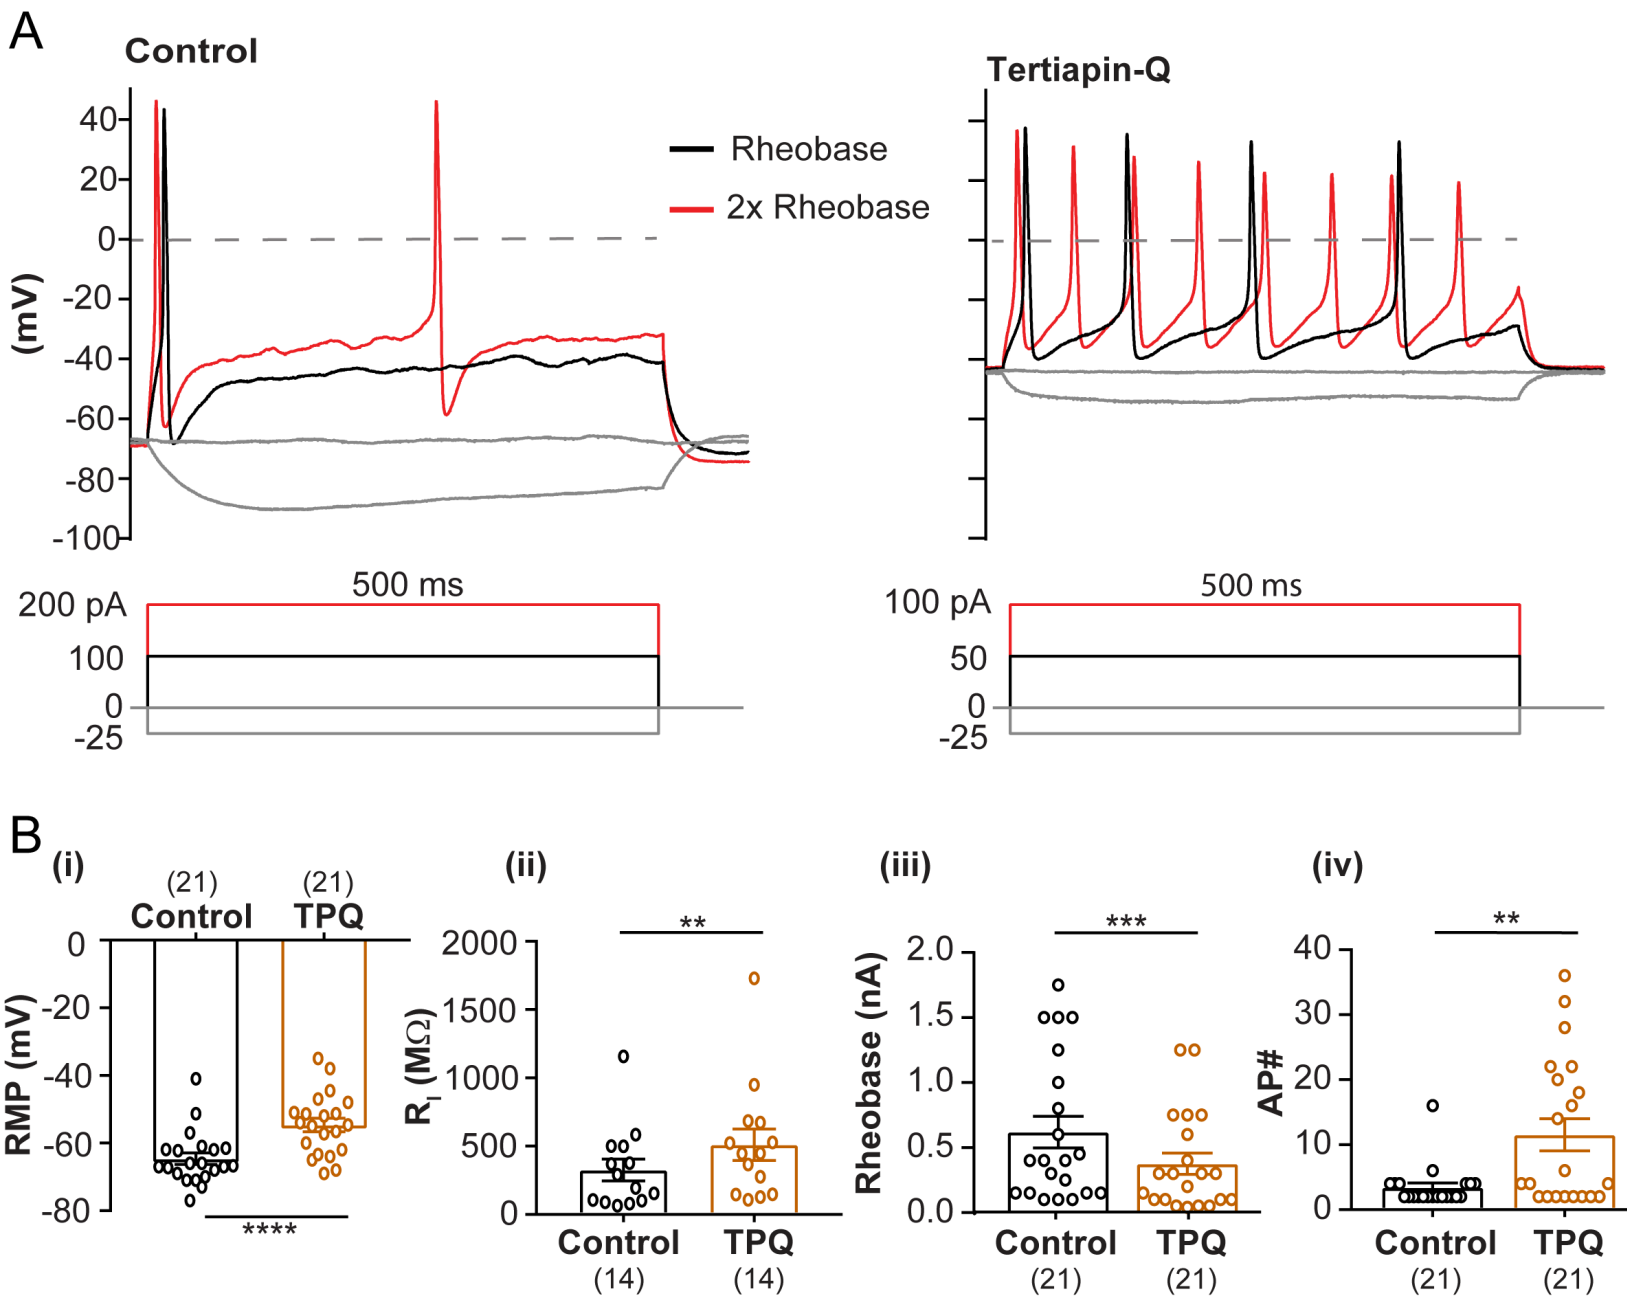 A
Control
Tertiapin-Q
40
20
0
-20
-40
-60
-80
-100
(mV)
Rheobase
2x Rheobase
500 ms
200 pA
100
0
-25
500 ms
100 pA
50
0
-25
B
(i)
(21)
(21)
Control
TPQ
0
-20
-40
-60
-80
RMP (mV)
****
(ii)
**
2000
1500
1000
500
0
RI (MΩ)
Control
TPQ
(14)
(14)
(iii)
***
2.0
1.5
1.0
0.5
0.0
Rheobase (nA)
Control
TPQ
(21)
(21)
(iv)
**
40
30
20
10
0
AP#
Control
TPQ
(21)
(21)